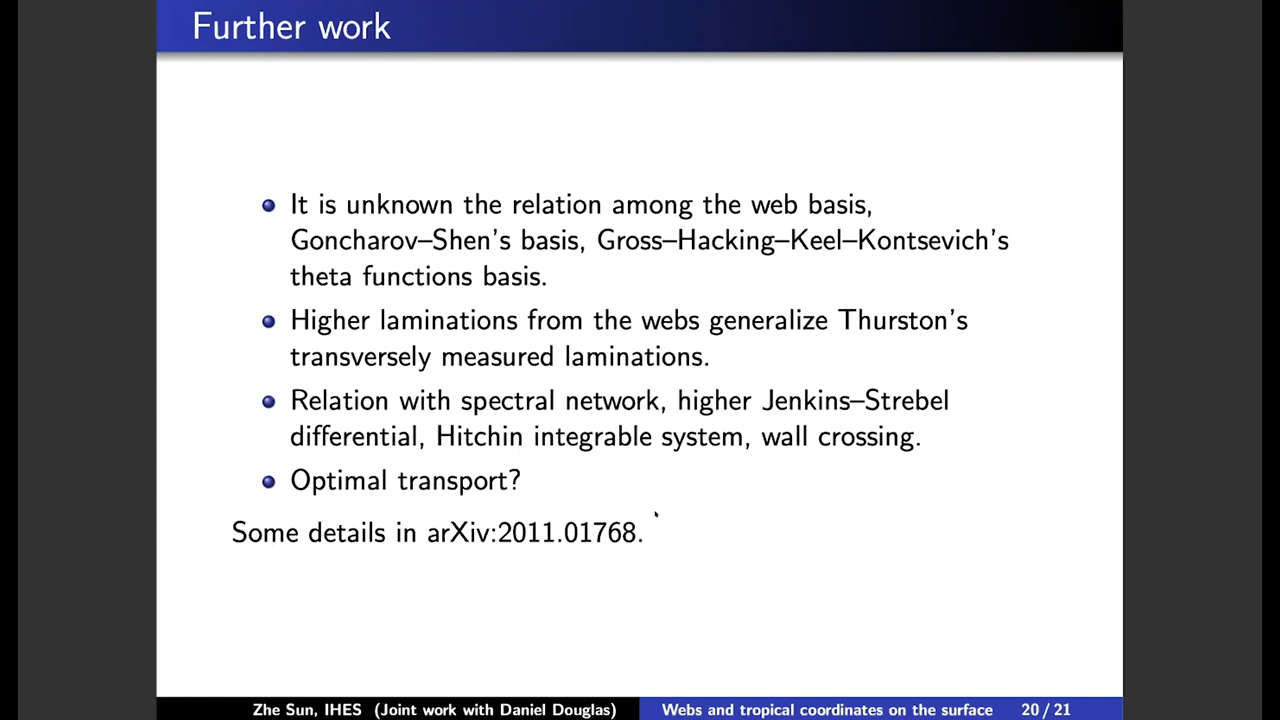 Further work
It is unknown the relation among the web basis,
Goncharov–Shen's basis, Gross–Hacking–Keel–Kontsevich's
theta functions basis.
Higher laminations from the webs generalize Thurston's
transversely measured laminations.
Relation with spectral network, higher Jenkins–Strebel
differential, Hitchin integrable system, wall crossing.
Optimal transport?
Some details in arXiv:2011.01768.
Zhe Sun, IHES (Joint work with Daniel Douglas) Webs and tropical coordinates on the surface 20 / 21